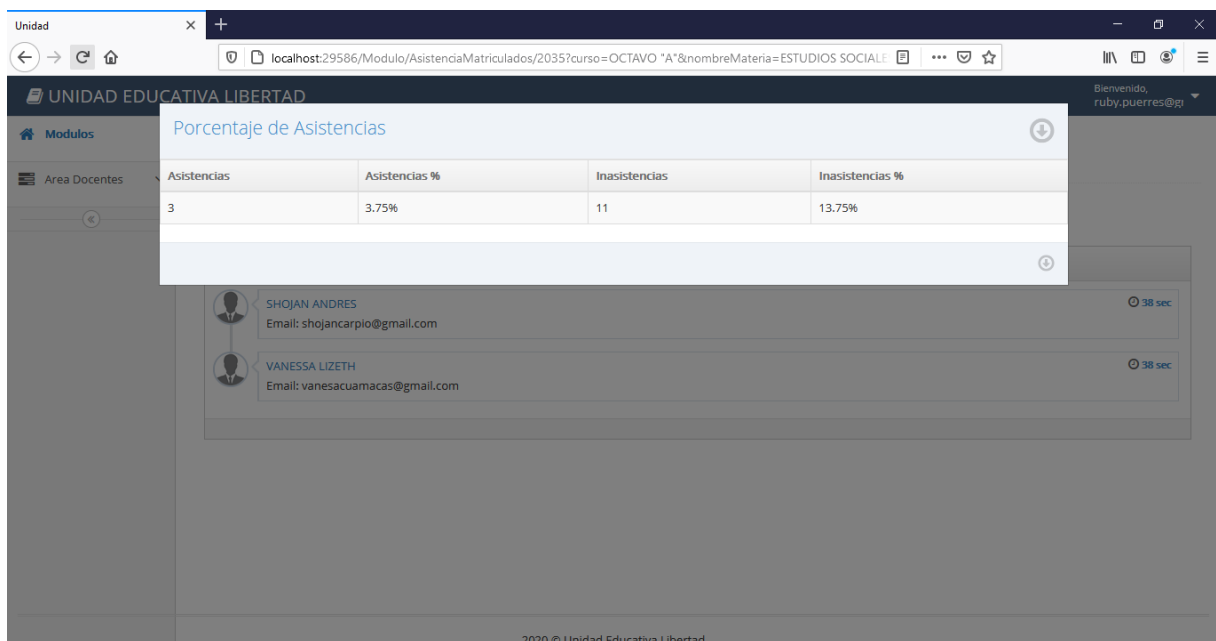 Unidad
localhost:29586/Modulo/AsistenciaMatriculados/2035?curso=OCTAVO "A"&nombreMateria=ESTUDIOS SOCIALE
UNIDAD EDUCATIVA LIBERTAD
Bienvenido,
ruby.puerres@gr
Modulos
Area Docentes
Porcentaje de Asistencias
Asistencias Asistencias % Inasistencias Inasistencias %
3 3.75% 11 13.75%
SHOJAN ANDRES 38 sec
Email: shojancarpio@gmail.com
VANESSA LIZETH 38 sec
Email: vanesacuamacas@gmail.com
2020 © Unidad Educativa Libertad